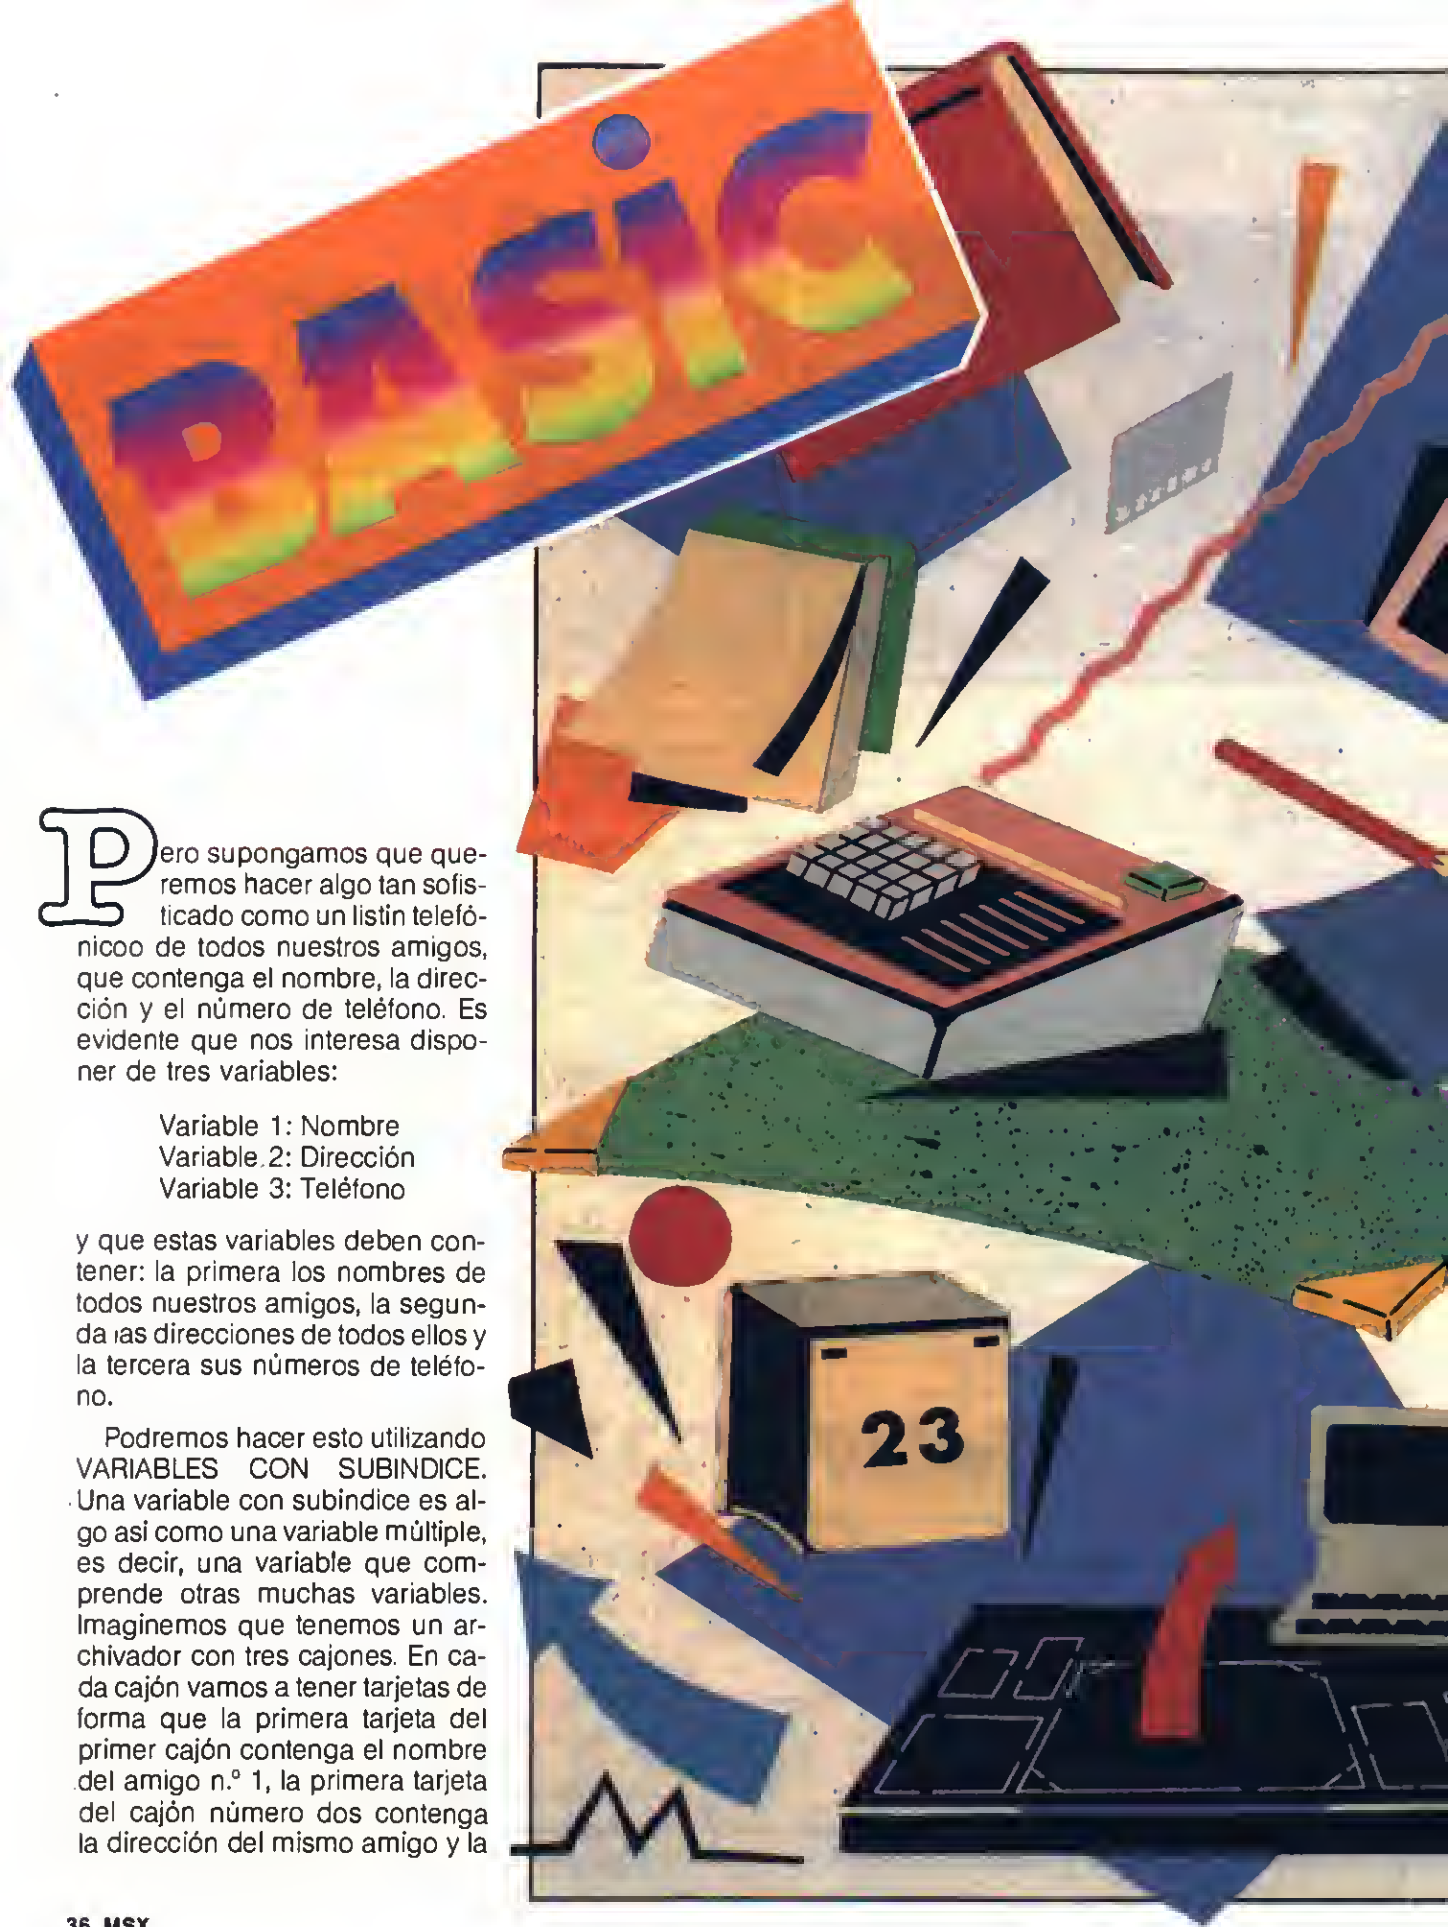 BASiC
Pero supongamos que que-
remos hacer algo tan sofis-
ticado como un listin telefó-
nicoo de todos nuestros amigos,
que contenga el nombre, la direc-
ción y el número de teléfono. Es
evidente que nos interesa dispo-
ner de tres variables:
Variable 1: Nombre
Variable 2: Dirección
Variable 3: Teléfono
y que estas variables deben con-
tener: la primera los nombres de
todos nuestros amigos, la segun-
da las direcciones de todos ellos y
la tercera sus números de teléfo-
no.
Podremos hacer esto utilizando
VARIABLES CON SUBINDICE.
Una variable con subindice es al-
go asi como una variable múltiple,
es decir, una variable que com-
prende otras muchas variables.
Imaginemos que tenemos un ar-
chivador con tres cajones. En ca-
da cajón vamos a tener tarjetas de
forma que la primera tarjeta del
primer cajón contenga el nombre
del amigo n.º 1, la primera tarjeta
del cajón número dos contenga
la dirección del mismo amigo y la
23
36 MSX